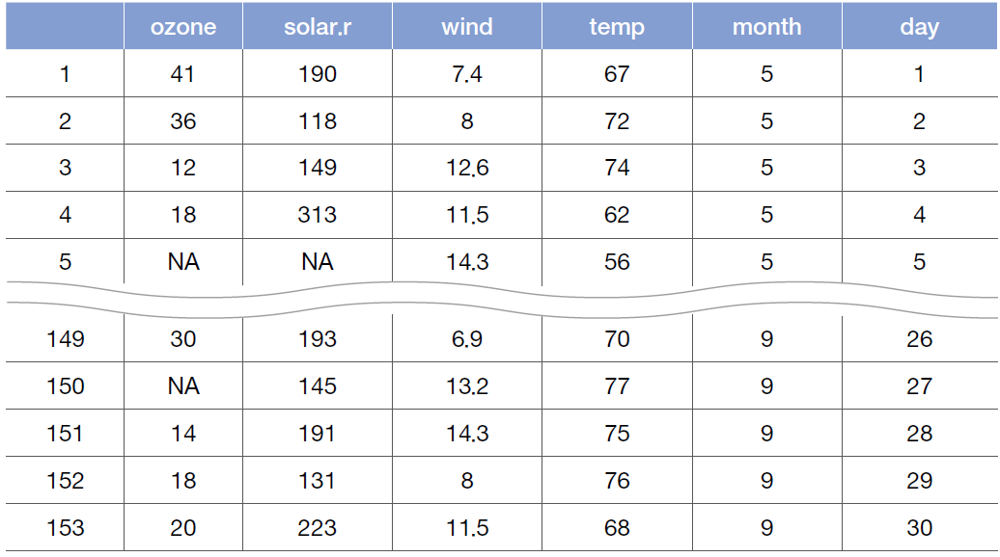 ozone solar.r wind temp month day
1 41 190 7.4 67 5 1
2 36 118 8 72 5 2
3 12 149 12.6 74 5 3
4 18 313 11.5 62 5 4
5 NA NA 14.3 56 5 5
149 30 193 6.9 70 9 26
150 NA 145 13.2 77 9 27
151 14 191 14.3 75 9 28
152 18 131 8 76 9 29
153 20 223 11.5 68 9 30